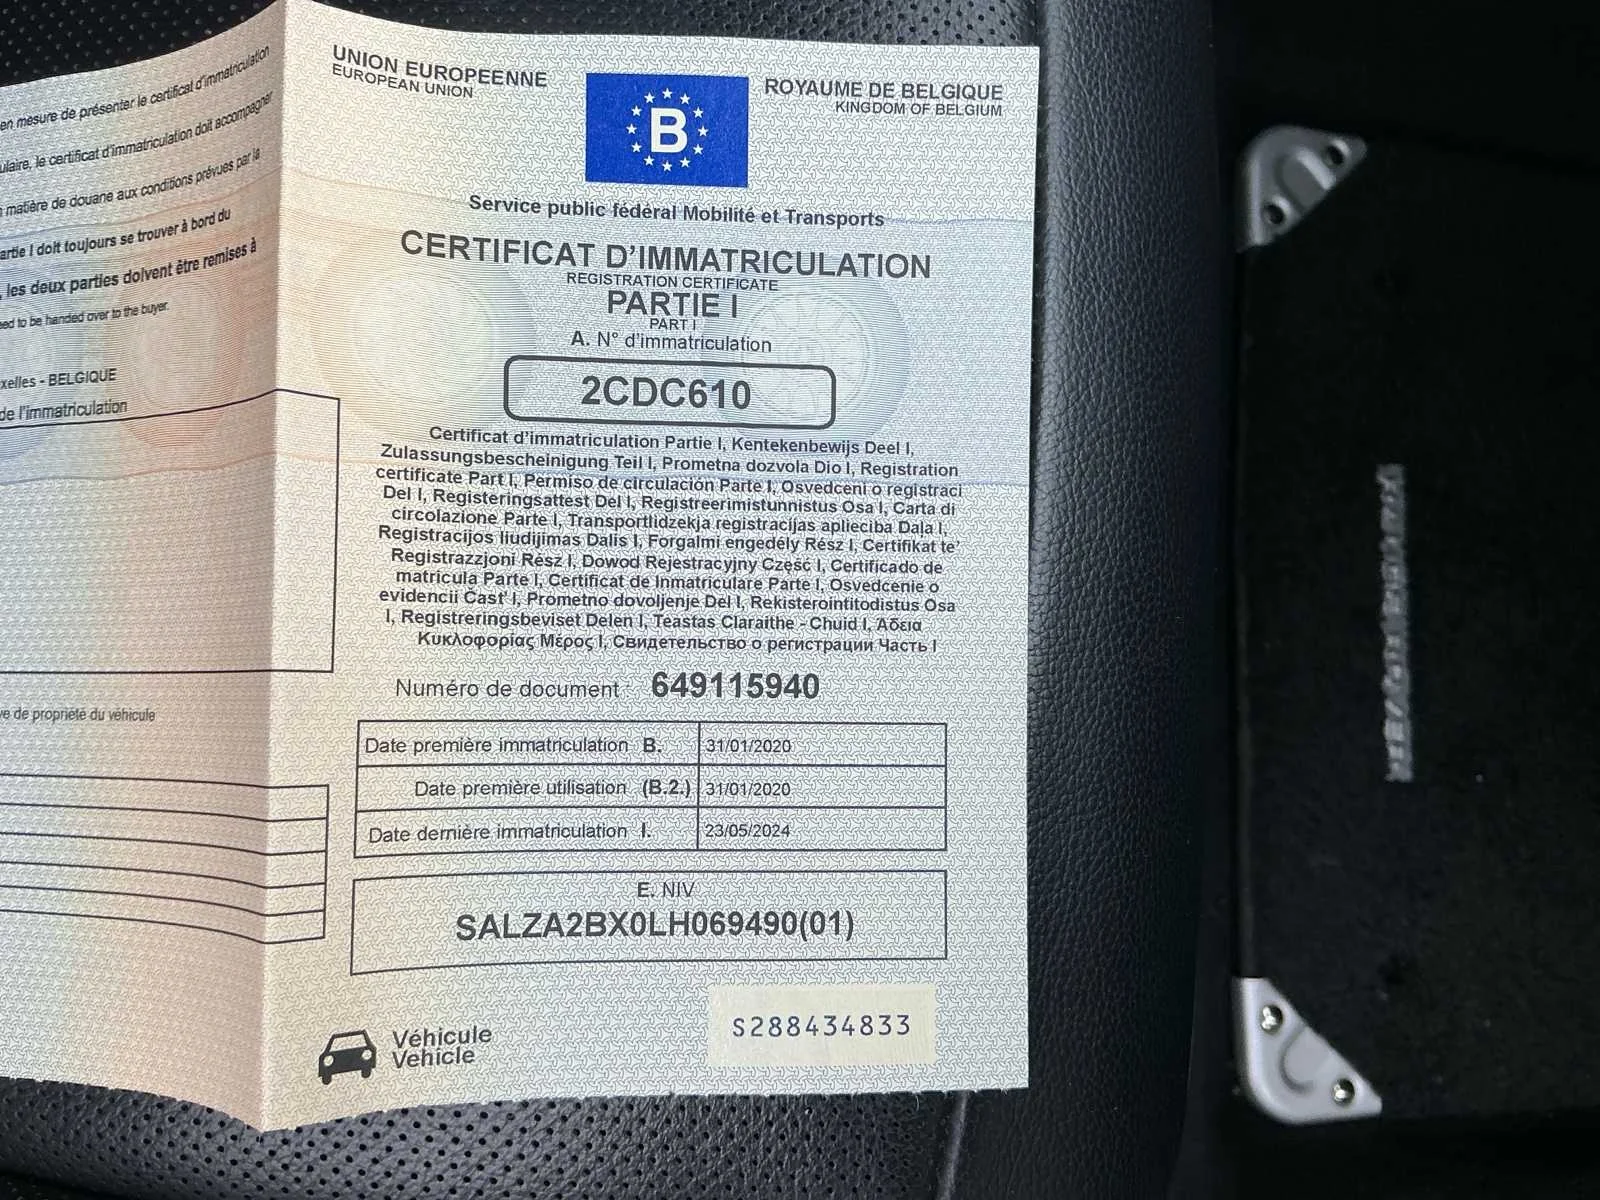 en mesure de présenter le certificat d'immatriculation
ulaire, le certificat d'immatriculation doit accompagner
matière de douane aux conditions prévues par la
artie I doit toujours se trouver à bord du
, les deux parties doivent être remises à
eed to be handed over to the buyer.
xelles - BELGIQUE
de l'immatriculation
ve de propriété du véhicule
UNION EUROPEENNE
EUROPEAN UNION
B
ROYAUME DE BELGIQUE
KINGDOM OF BELGIUM
Service public fédéral Mobilité et Transports
CERTIFICAT D'IMMATRICULATION
REGISTRATION CERTIFICATE
PARTIE I
PART I
A. N° d'immatriculation
2CDC610
Certificat d'immatriculation Partie I, Kentekenbewijs Deel I,
Zulassungsbescheinigung Teil I, Prometna dozvola Dio I, Registration
certificate Part I, Permiso de circulación Parte I, Osvedceni o registraci
Del I, Registeringsattest Del I, Registreerimistunnistus Osa I, Carta di
circolazione Parte I, Transportlidzekja registracijas aplieciba Daļa I,
Registracijos liudijimas Dalis I, Forgalmi engedély Rész I, Certifikat te'
Registrazzjoni Rész I, Dowod Rejestracyjny Część I, Certificado de
matricula Parte I, Certificat de Inmatriculare Parte I, Osvedcenie o
evidencii Čast' I, Prometno dovoljenje Del I, Rekisterointitodistus Osa
I, Registreringsbeviset Delen I, Teastas Claraithe - Chuid I, Άδεια
Κυκλοφορίας Μέρος I, Свидетельство о регистрации Часть I
Numéro de document 649115940
Date première immatriculation B. 31/01/2020
Date première utilisation (B.2.) 31/01/2020
Date dernière immatriculation I. 23/05/2024
E. NIV
SALZA2BX0LH069490(01)
Véhicule
Vehicle
S288434833